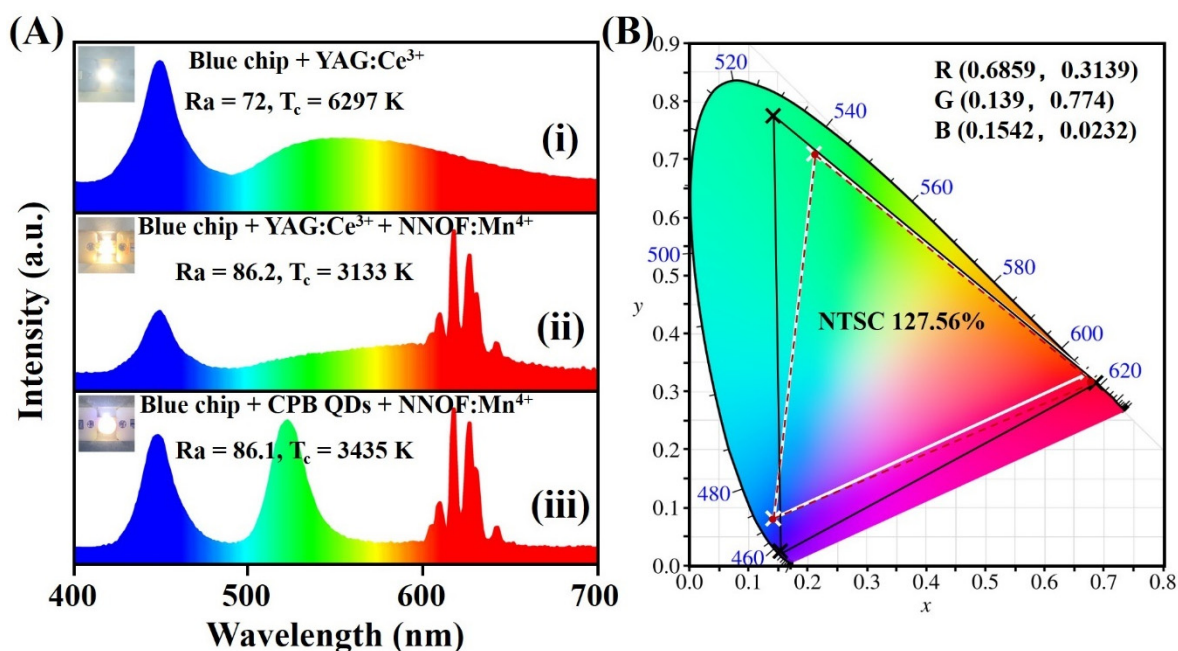 (A)
Blue chip + YAG:Ce³⁺
Ra = 72, T_c = 6297 K
(i)
Blue chip + YAG:Ce³⁺ + NNOF:Mn⁴⁺
Ra = 86.2, T_c = 3133 K
(ii)
Blue chip + CPB QDs + NNOF:Mn⁴⁺
Ra = 86.1, T_c = 3435 K
(iii)
Intensity (a.u.)
400 500 600 700
Wavelength (nm)
(B)
R (0.6859, 0.3139)
G (0.139, 0.774)
B (0.1542, 0.0232)
NTSC 127.56%
520
540
560
500
580
600
620
480
460
0.9
0.8
0.7
0.6
0.5
0.4
0.3
0.2
0.1
0.0
y
0.0 0.1 0.2 0.3 0.4 0.5 0.6 0.7 0.8
x